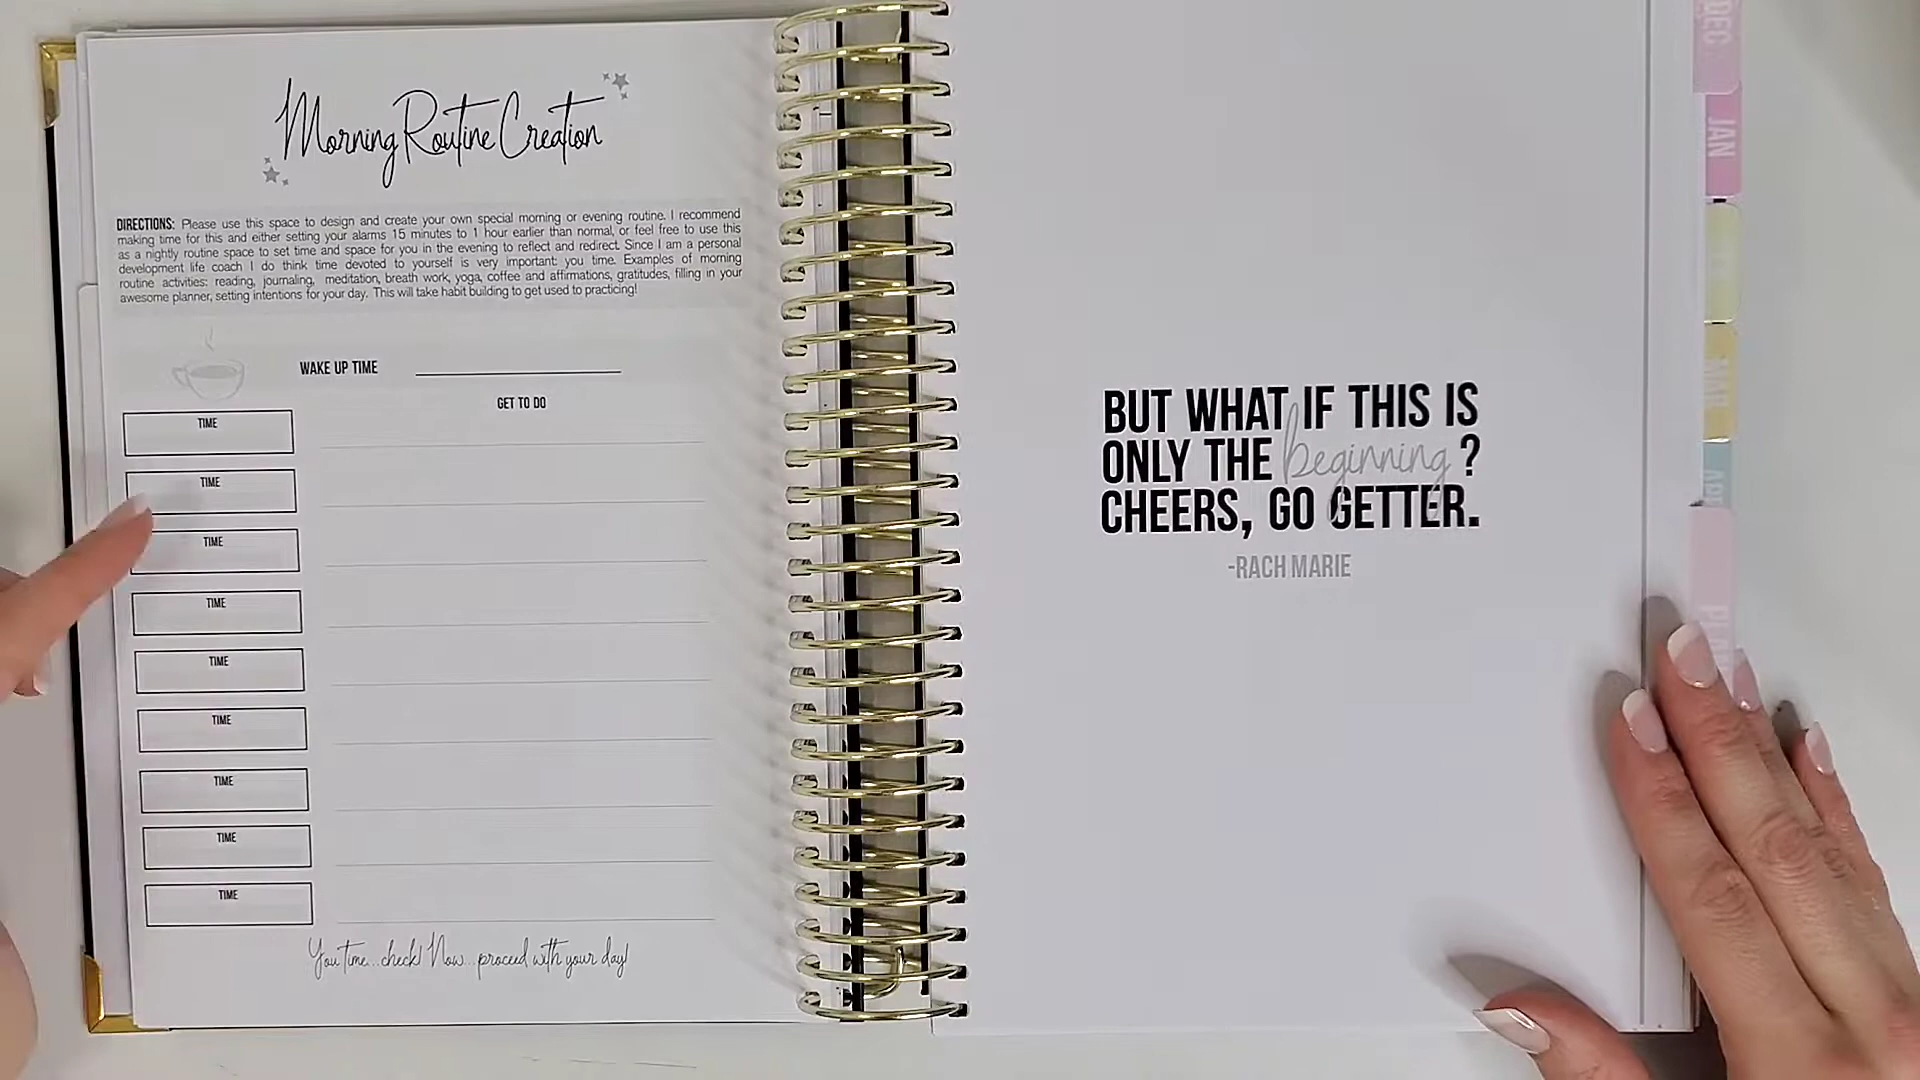 Morning Routine Creation
DIRECTIONS: Please use this space to design and create your own special morning or evening routine. I recommend
making time for this and either setting your alarms 15 minutes to 1 hour earlier than normal, or feel free to use this
as a nightly routine space to set time and space for you in the evening to reflect and redirect. Since I am a personal
development life coach I do think time devoted to yourself is very important: you time. Examples of morning
routine activities: reading, journaling, meditation, breath work, yoga, coffee and affirmations, gratitudes, filling in your
awesome planner, setting intentions for your day. This will take habit building to get used to practicing!
WAKE UP TIME
GET TO DO
TIME
TIME
TIME
TIME
TIME
TIME
TIME
TIME
TIME
You time...check! Now...proceed with your day!
BUT WHAT IF THIS IS
ONLY THE beginning ?
CHEERS, GO GETTER.
-RACH MARIE
DEC
JAN
MAR